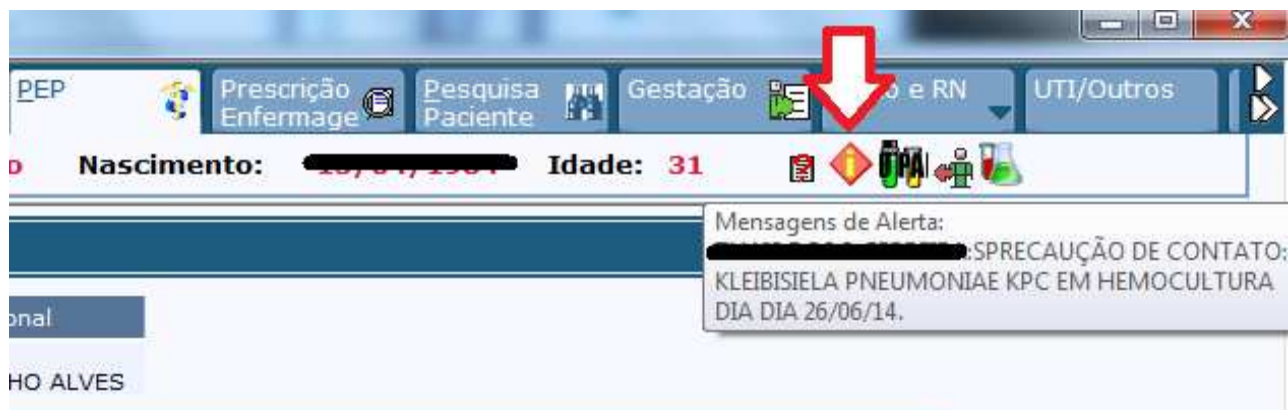 PEP
Prescrição
Enfermage
Pesquisa
Paciente
Gestação
o e RN
UTI/Outros
o Nascimento: Idade: 31
Mensagens de Alerta:
:SPRECAUÇÃO DE CONTATO:
KLEIBISIELA PNEUMONIAE KPC EM HEMOCULTURA
DIA DIA 26/06/14.
onal
HO ALVES